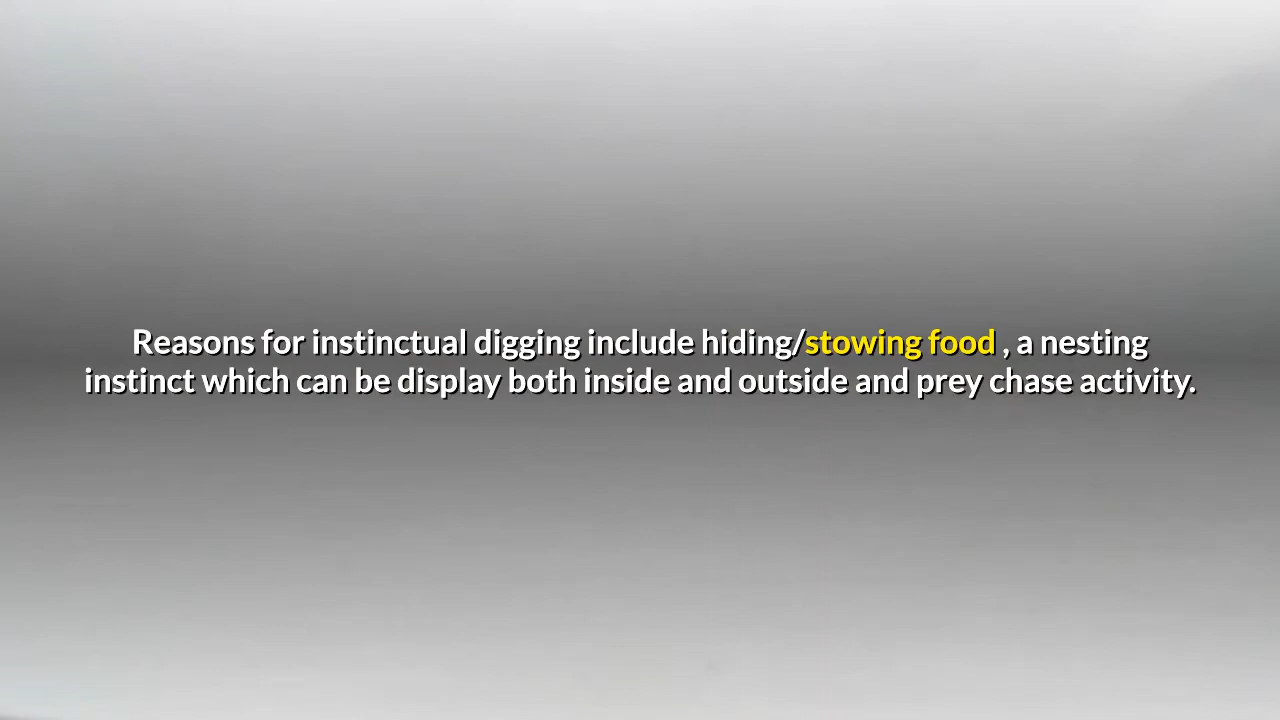 Reasons for instinctual digging include hiding/stowing food , a nesting
instinct which can be display both inside and outside and prey chase activity.